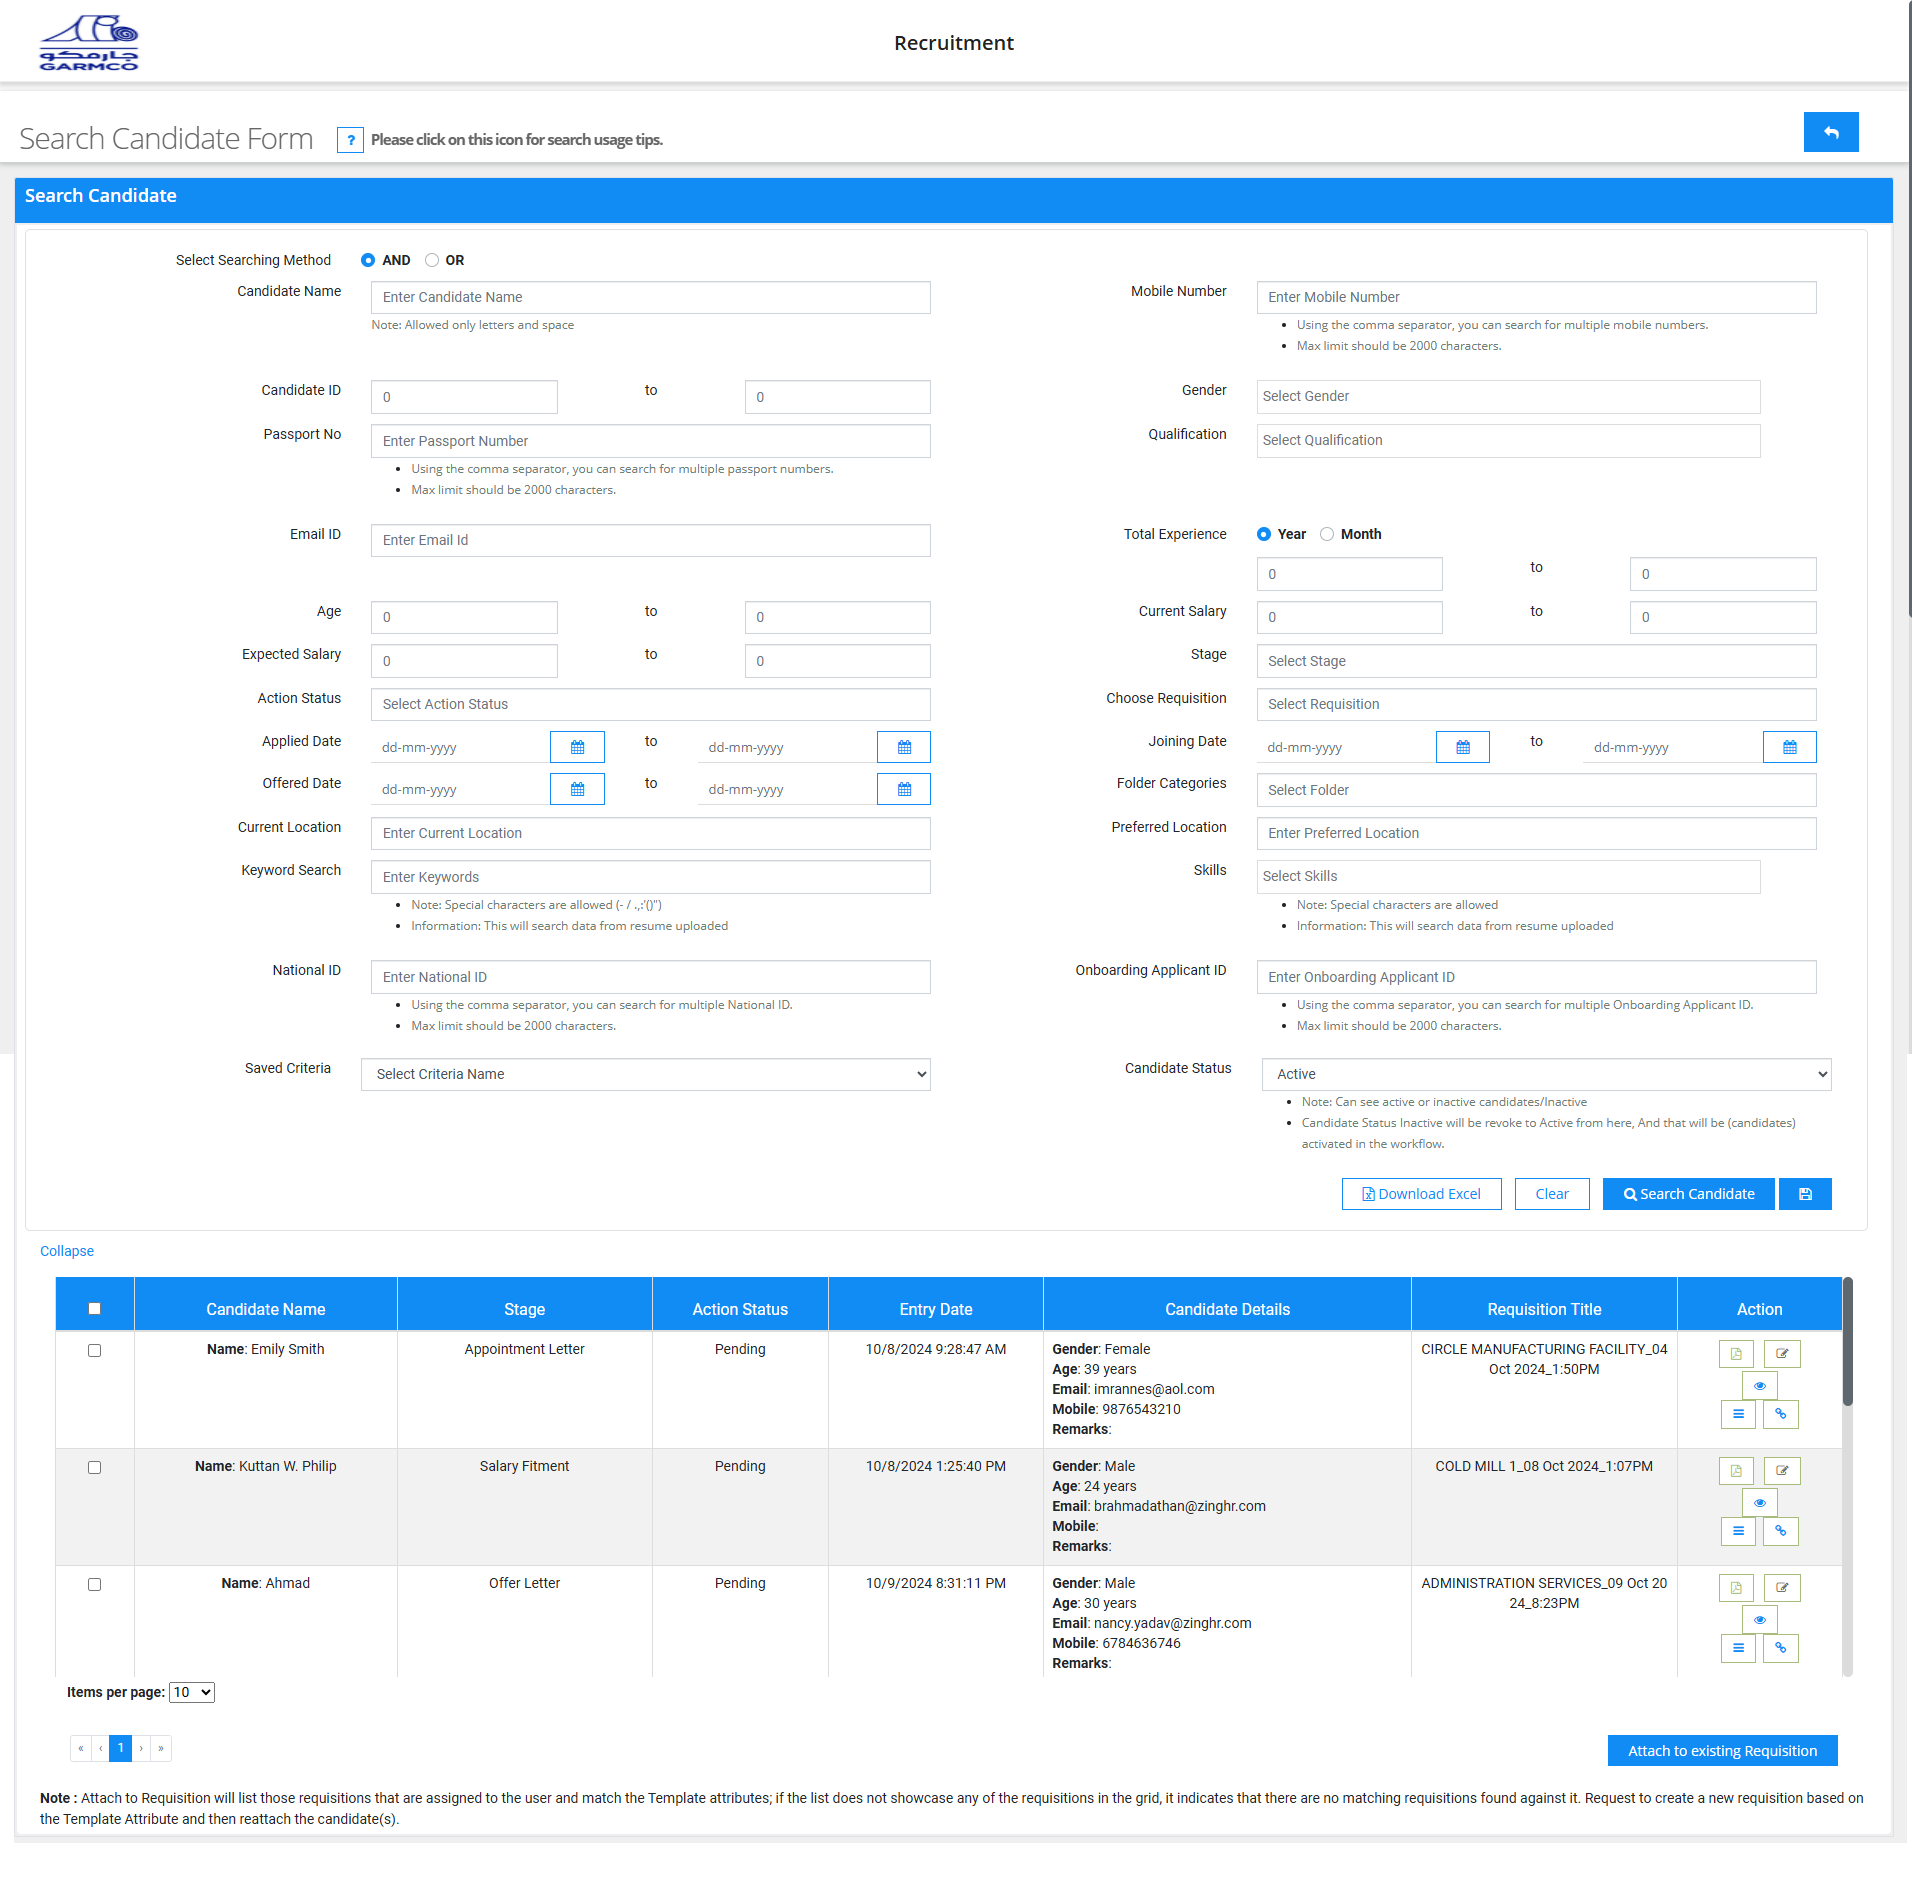 جارمكو
GARMCO
Recruitment
Search Candidate Form ? Please click on this icon for search usage tips.
Search Candidate
Select Searching Method AND OR
Candidate Name Enter Candidate Name Mobile Number Enter Mobile Number
Note: Allowed only letters and space Using the comma separator, you can search for multiple mobile numbers.
Max limit should be 2000 characters.
Candidate ID 0 to 0 Gender Select Gender
Passport No Enter Passport Number Qualification Select Qualification
Using the comma separator, you can search for multiple passport numbers.
Max limit should be 2000 characters.
Email ID Enter Email Id Total Experience Year Month
0 to 0
Age 0 to 0 Current Salary 0 to 0
Expected Salary 0 to 0 Stage Select Stage
Action Status Select Action Status Choose Requisition Select Requisition
Applied Date dd-mm-yyyy to dd-mm-yyyy Joining Date dd-mm-yyyy to dd-mm-yyyy
Offered Date dd-mm-yyyy to dd-mm-yyyy Folder Categories Select Folder
Current Location Enter Current Location Preferred Location Enter Preferred Location
Keyword Search Enter Keywords Skills Select Skills
Note: Special characters are allowed (- / .,:'()") Note: Special characters are allowed
Information: This will search data from resume uploaded Information: This will search data from resume uploaded
National ID Enter National ID Onboarding Applicant ID Enter Onboarding Applicant ID
Using the comma separator, you can search for multiple National ID. Using the comma separator, you can search for multiple Onboarding Applicant ID.
Max limit should be 2000 characters. Max limit should be 2000 characters.
Saved Criteria Select Criteria Name Candidate Status Active
Note: Can see active or inactive candidates/Inactive
Candidate Status Inactive will be revoke to Active from here, And that will be (candidates)
activated in the workflow.
Download Excel Clear Search Candidate
Collapse
Candidate Name Stage Action Status Entry Date Candidate Details Requisition Title Action
Name: Emily Smith Appointment Letter Pending 10/8/2024 9:28:47 AM Gender: Female CIRCLE MANUFACTURING FACILITY_04
Age: 39 years Oct 2024_1:50PM
Email: imrannes@aol.com
Mobile: 9876543210
Remarks:
Name: Kuttan W. Philip Salary Fitment Pending 10/8/2024 1:25:40 PM Gender: Male COLD MILL 1_08 Oct 2024_1:07PM
Age: 24 years
Email: brahmadathan@zinghr.com
Mobile:
Remarks:
Name: Ahmad Offer Letter Pending 10/9/2024 8:31:11 PM Gender: Male ADMINISTRATION SERVICES_09 Oct 20
Age: 30 years 24_8:23PM
Email: nancy.yadav@zinghr.com
Mobile: 6784636746
Remarks:
Items per page: 10
« ‹ 1 › » Attach to existing Requisition
Note : Attach to Requisition will list those requisitions that are assigned to the user and match the Template attributes; if the list does not showcase any of the requisitions in the grid, it indicates that there are no matching requisitions found against it. Request to create a new requisition based on
the Template Attribute and then reattach the candidate(s).